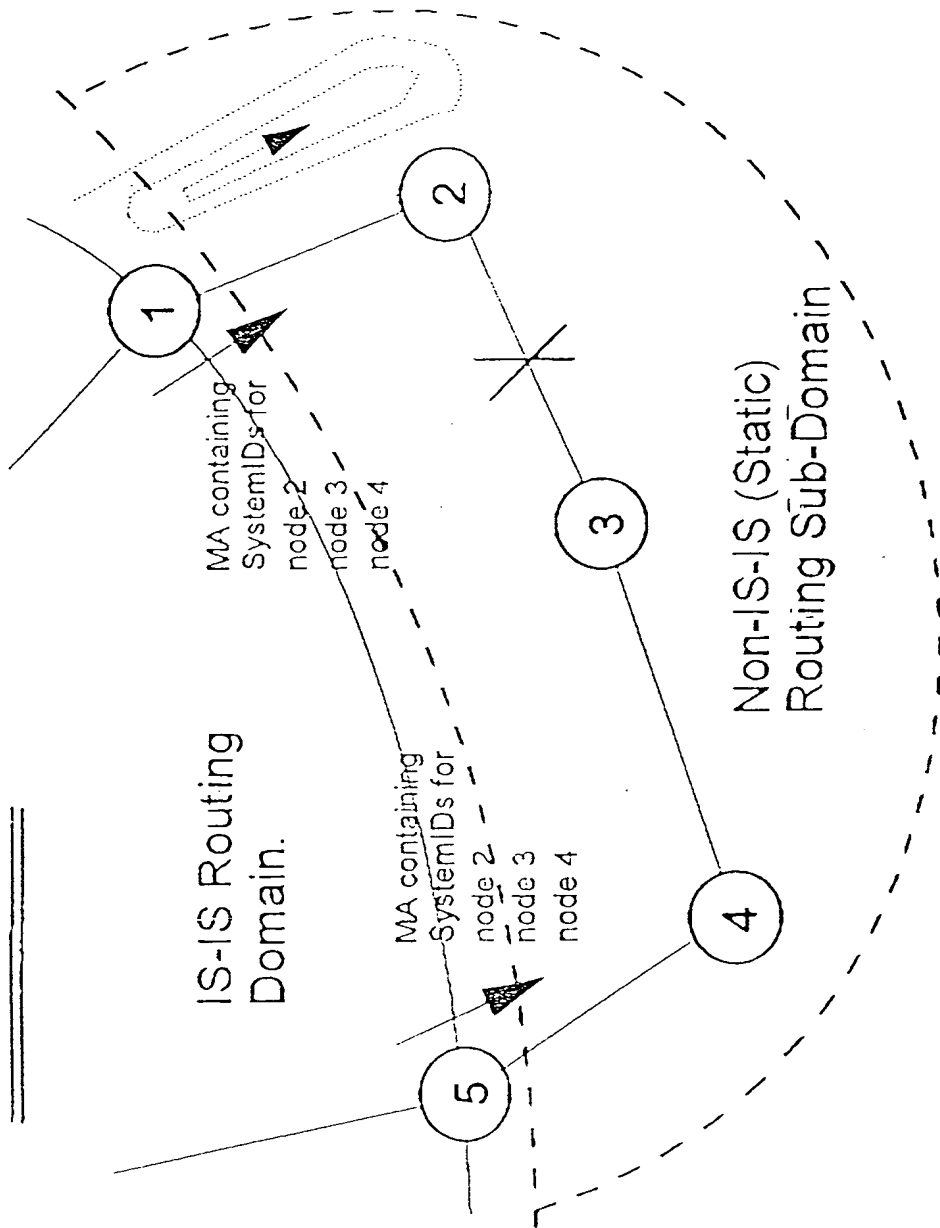 IS-IS Routing
Domain.
MA containing
SystemIDs for
node 2
node 3
node 4
MA containing
SystemIDs for
node 2
node 3
node 4
1
2
3
4
5
Non-IS-IS (Static)
Routing Sub-Domain